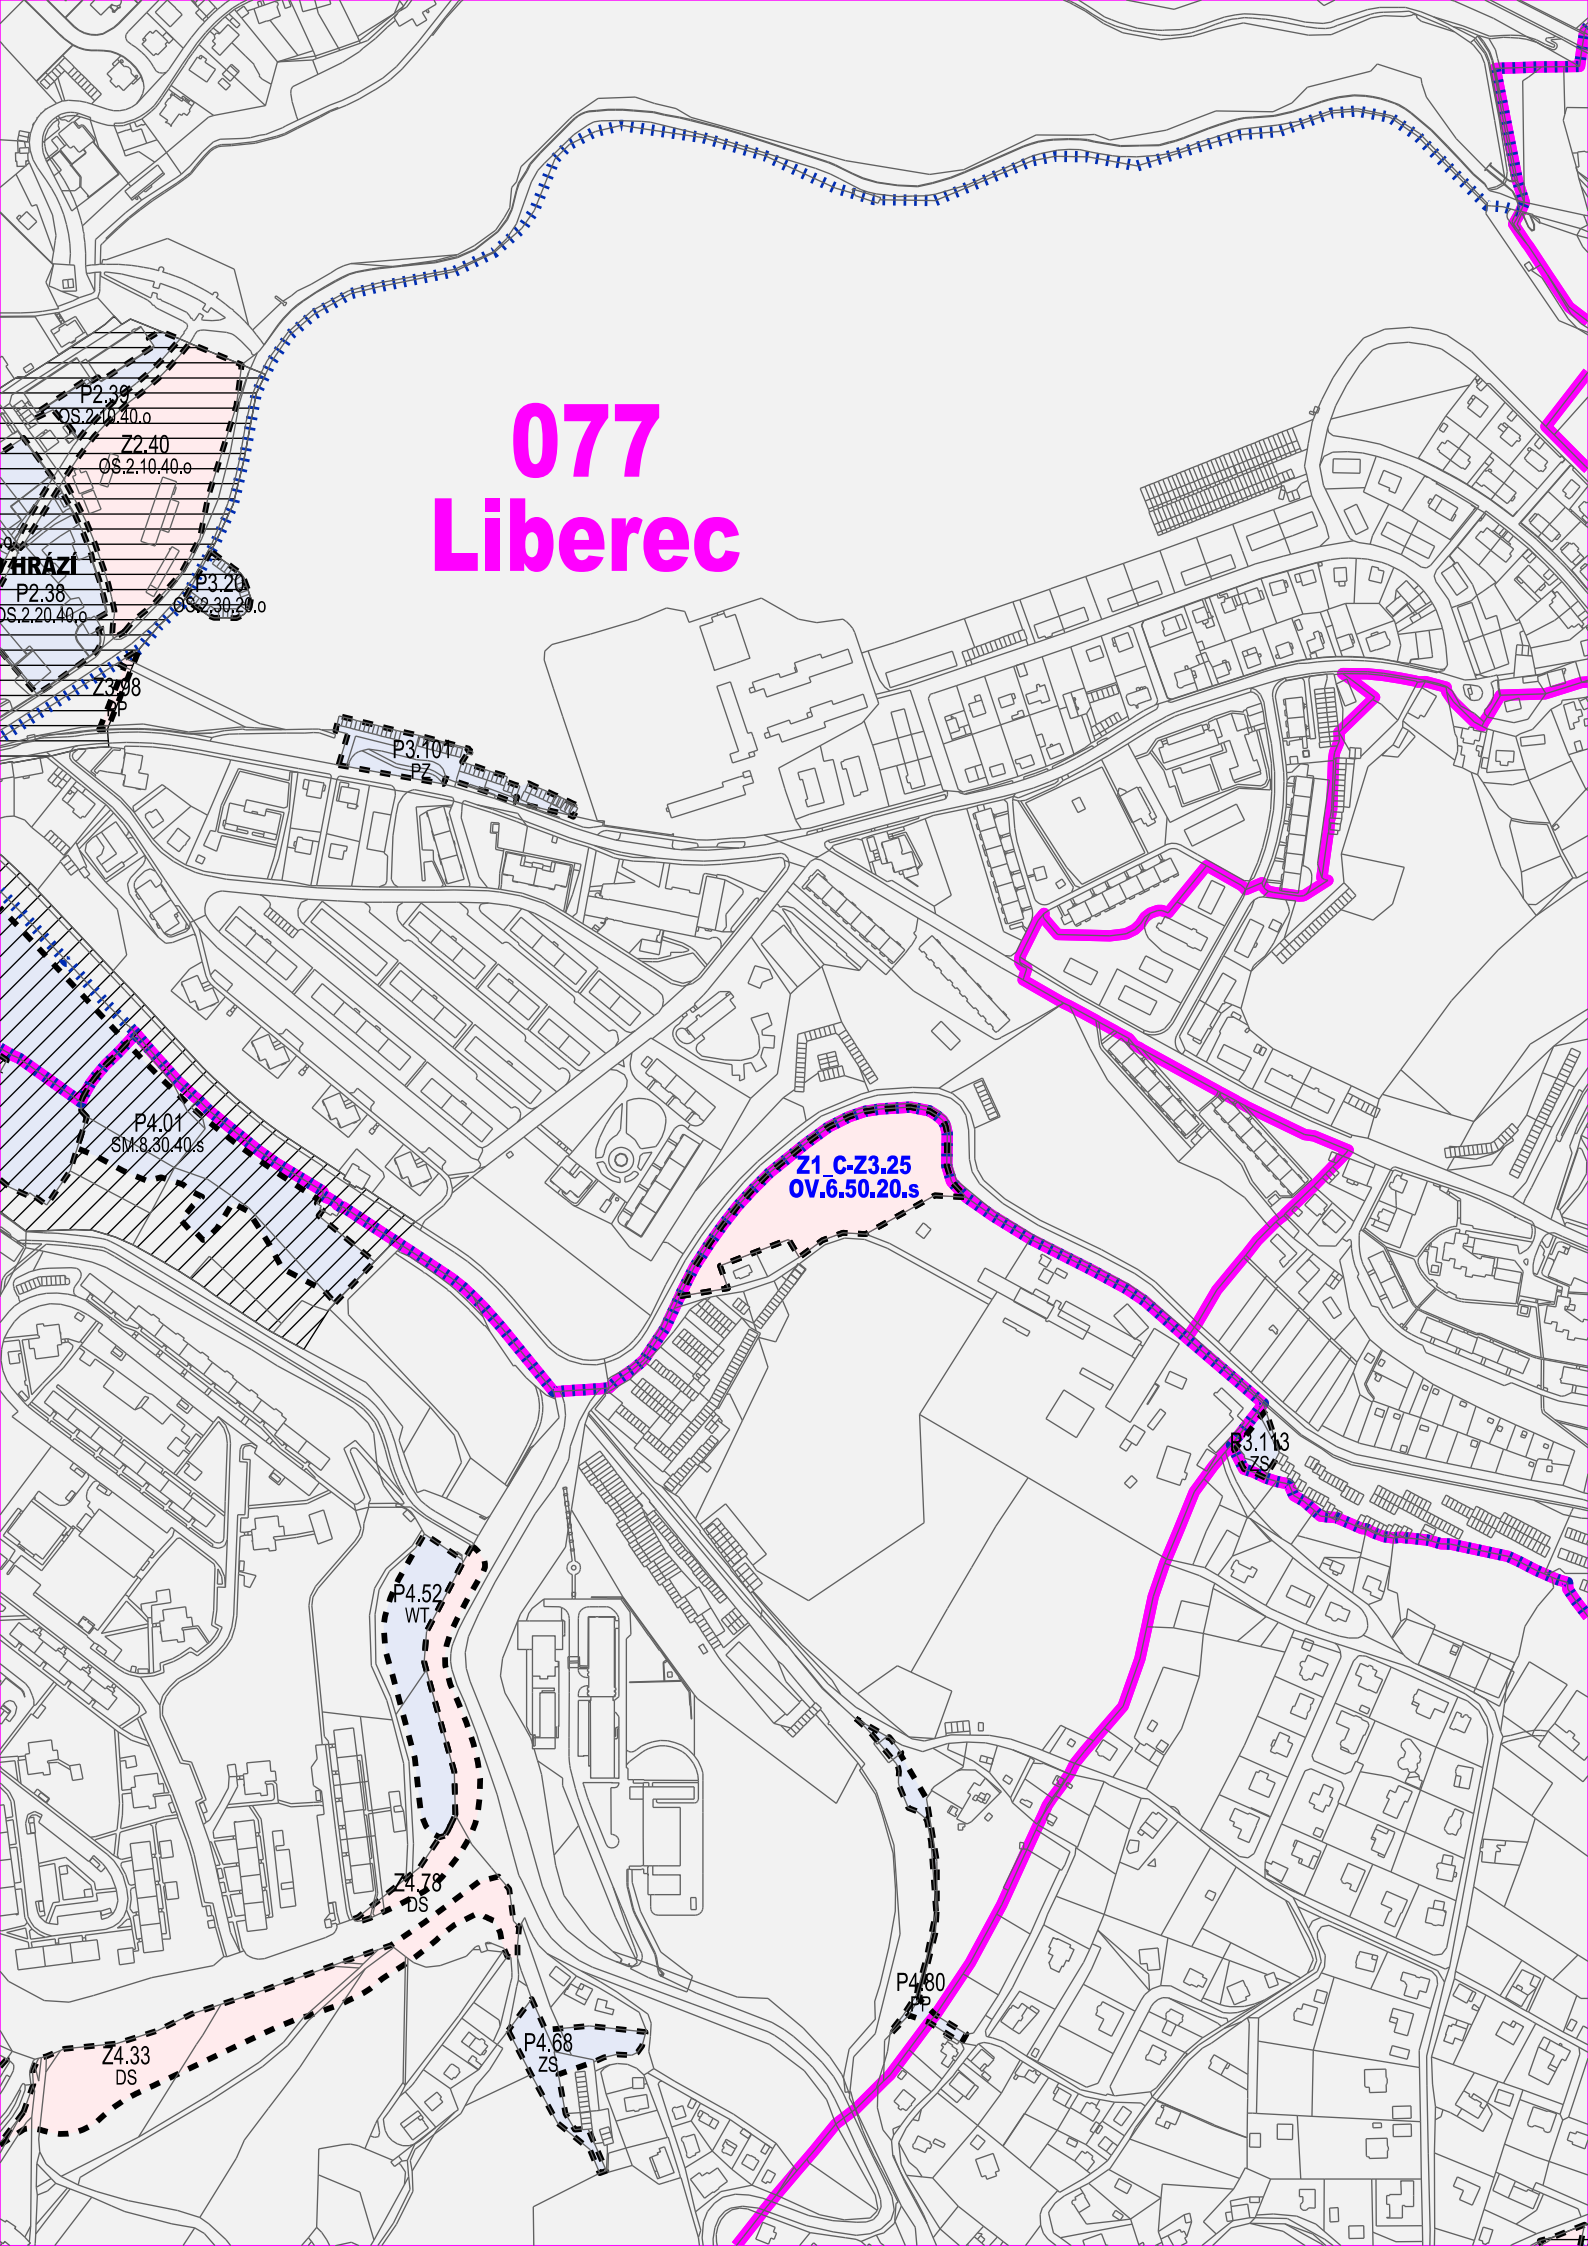 P2.39
OS.2.10.40.o
Z2.40
OS.2.10.40.o
077
Liberec
HRÁZÍ
P2.38
OS.2.20.40.o
P3.20
OS.2.30.20.o
Z3.98
PP
P3.101
PZ
P4.01
SM.8.30.40.s
Z1_C-Z3.25
OV.6.50.20.s
P3.113
ZS
P4.52
WT
Z4.78
DS
P4.80
PP
P4.68
ZS
Z4.33
DS